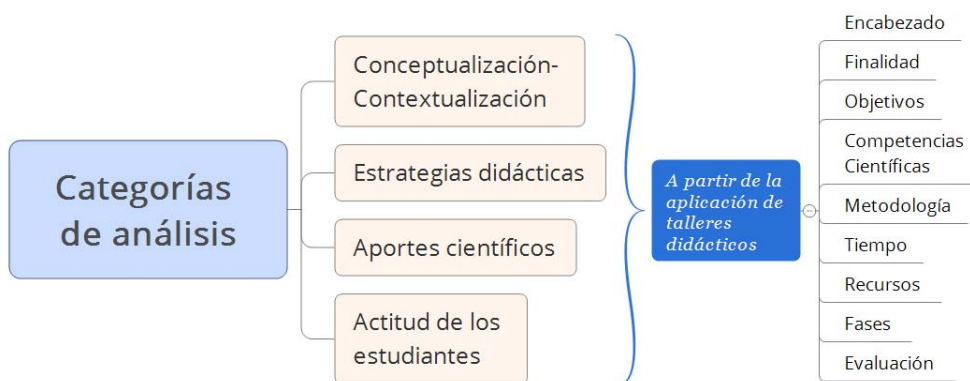 Categorías
de análisis
Conceptualización-
Contextualización
Estrategias didácticas
Aportes científicos
Actitud de los
estudiantes
A partir de la
aplicación de
talleres
didácticos
Encabezado
Finalidad
Objetivos
Competencias
Científicas
Metodología
Tiempo
Recursos
Fases
Evaluación